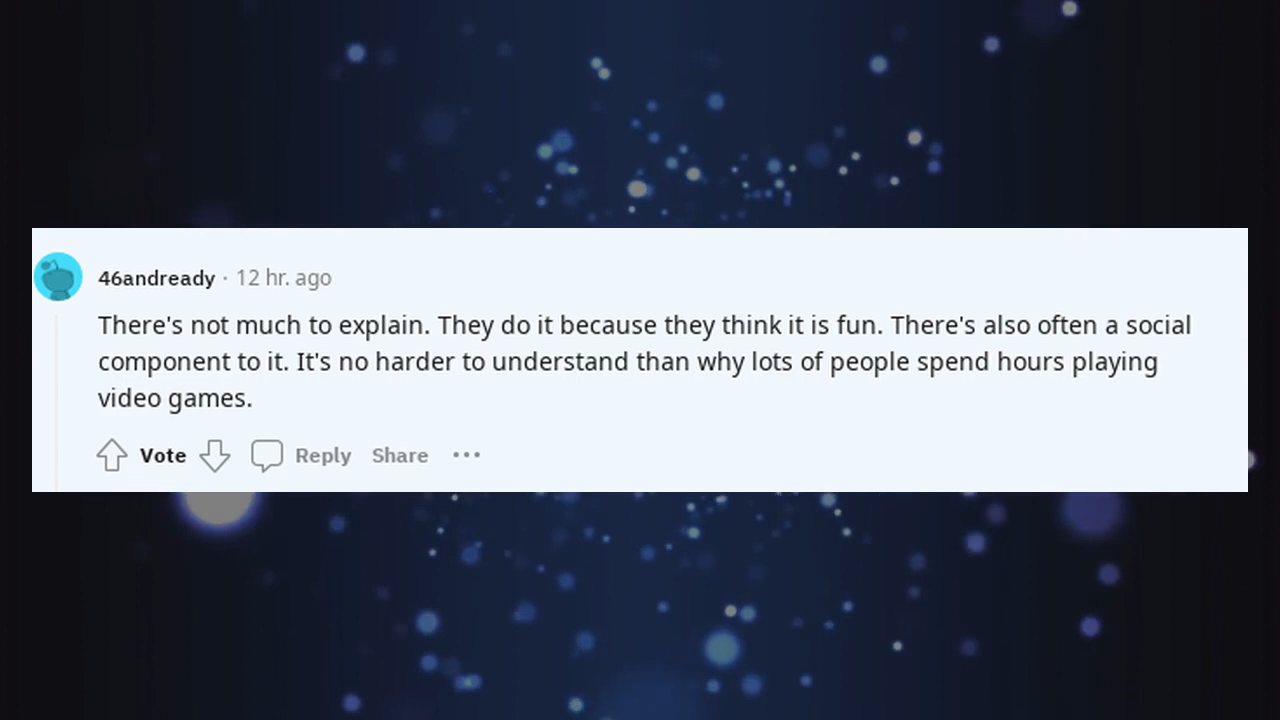 46andready · 12 hr. ago
There's not much to explain. They do it because they think it is fun. There's also often a social
component to it. It's no harder to understand than why lots of people spend hours playing
video games.
Vote Reply Share